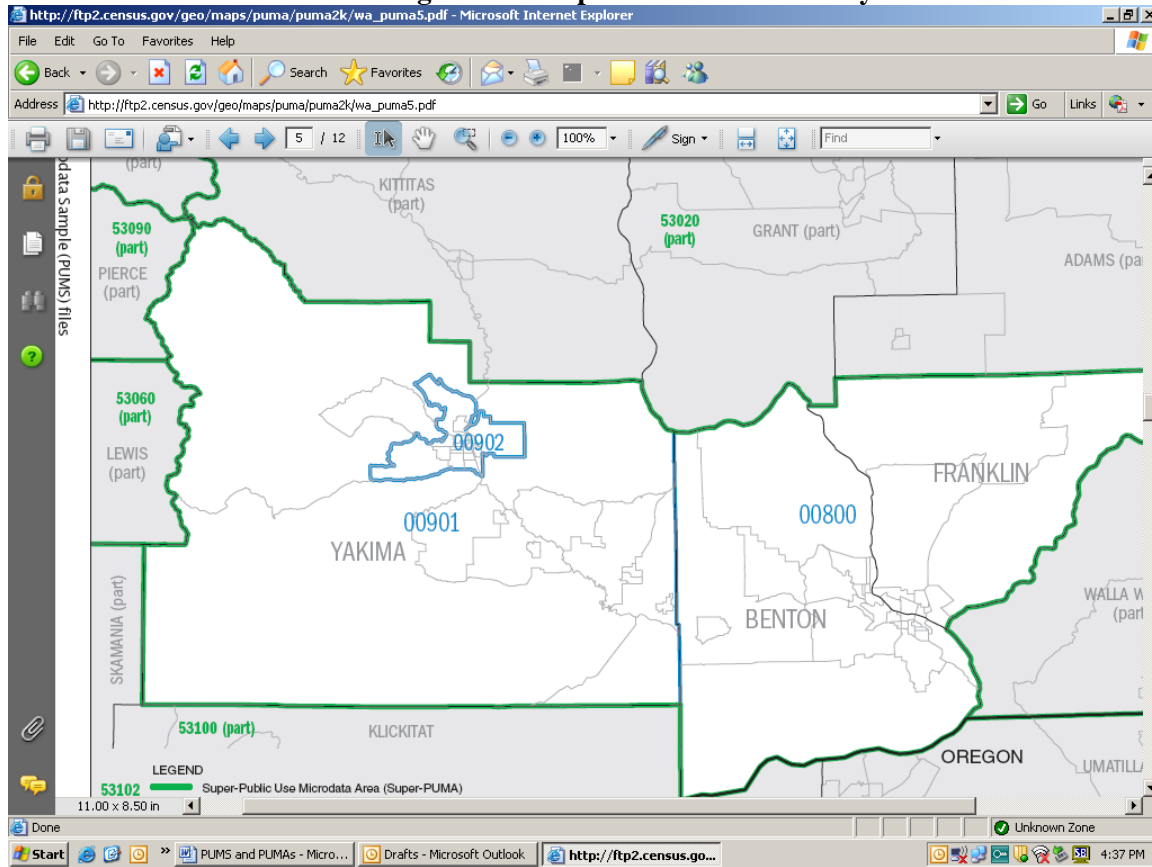 http://ftp2.census.gov/geo/maps/puma/puma2k/wa_puma5.pdf - Microsoft Internet Explorer
File Edit Go To Favorites Help
Back Search Favorites
Address http://ftp2.census.gov/geo/maps/puma/puma2k/wa_puma5.pdf Go Links
5 / 12 100% Sign Find
odata Sample (PUMS) files
(part)
KITTITAS
(part)
53090
(part)
PIERCE
(part)
53020
(part)
GRANT (part)
ADAMS (pa
53060
(part)
LEWIS
(part)
00902
FRANKLIN
00901
00800
YAKIMA
SKAMANIA (part)
BENTON
WALLA W
(part
53100 (part)
KLICKITAT
OREGON
UMATILLA
LEGEND
53102 Super-Public Use Microdata Area (Super-PUMA)
11.00 x 8.50 in
Done Unknown Zone
Start PUMS and PUMAs - Micro... Drafts - Microsoft Outlook http://ftp2.census.go... 4:37 PM